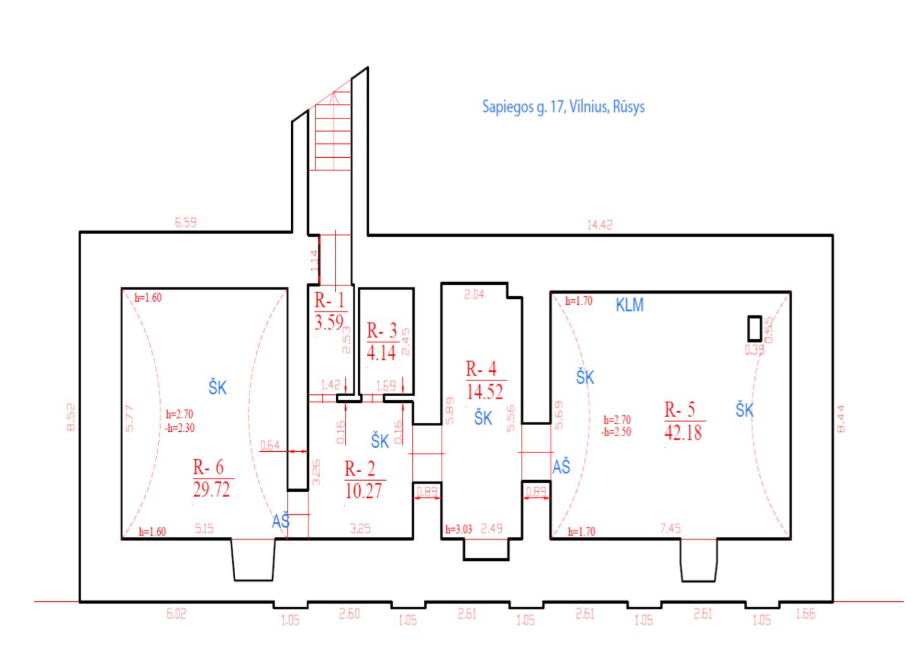 Sapiegos g. 17, Vilnius, Rūsys
6.59
14.42
1.14
h=1.60
R- 1
3.59
2.53
R- 3
4.14
2.45
2.04
h=1.70
KLM
0.55
0.39
1.42
1.69
R- 4
14.52
ŠK
ŠK
ŠK
8.52
5.77
h=2.70
-h=2.30
5.89
5.56
5.69
h=2.70
-h=2.50
R- 5
42.18
ŠK
8.44
0.16
0.16
ŠK
0.64
R- 6
29.72
3.26
R- 2
10.27
AŠ
0.89
0.89
AŠ
h=1.60
5.15
3.25
h=3.03
2.49
h=1.70
7.45
6.02
1.05
2.60
1.05
2.61
1.05
2.61
1.05
2.61
1.05
1.66